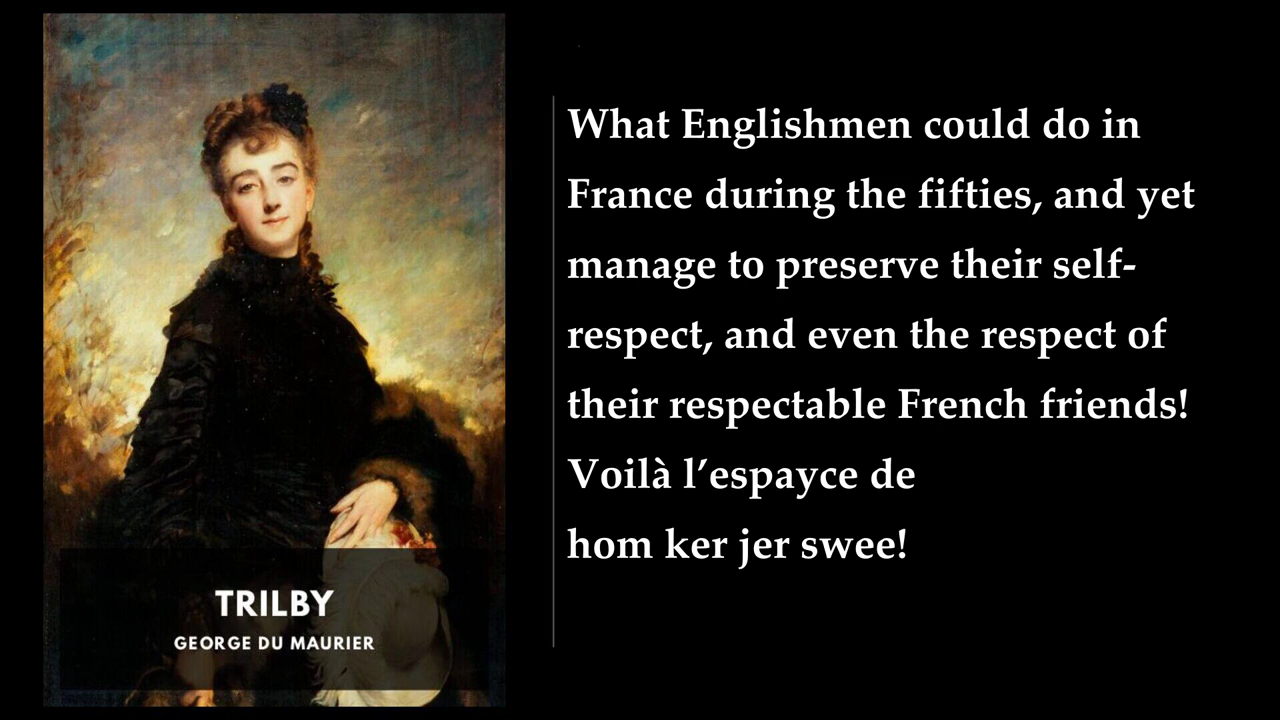 TRILBY
GEORGE DU MAURIER
What Englishmen could do in
France during the fifties, and yet
manage to preserve their self-
respect, and even the respect of
their respectable French friends!
Voilà l’espayce de
hom ker jer swee!